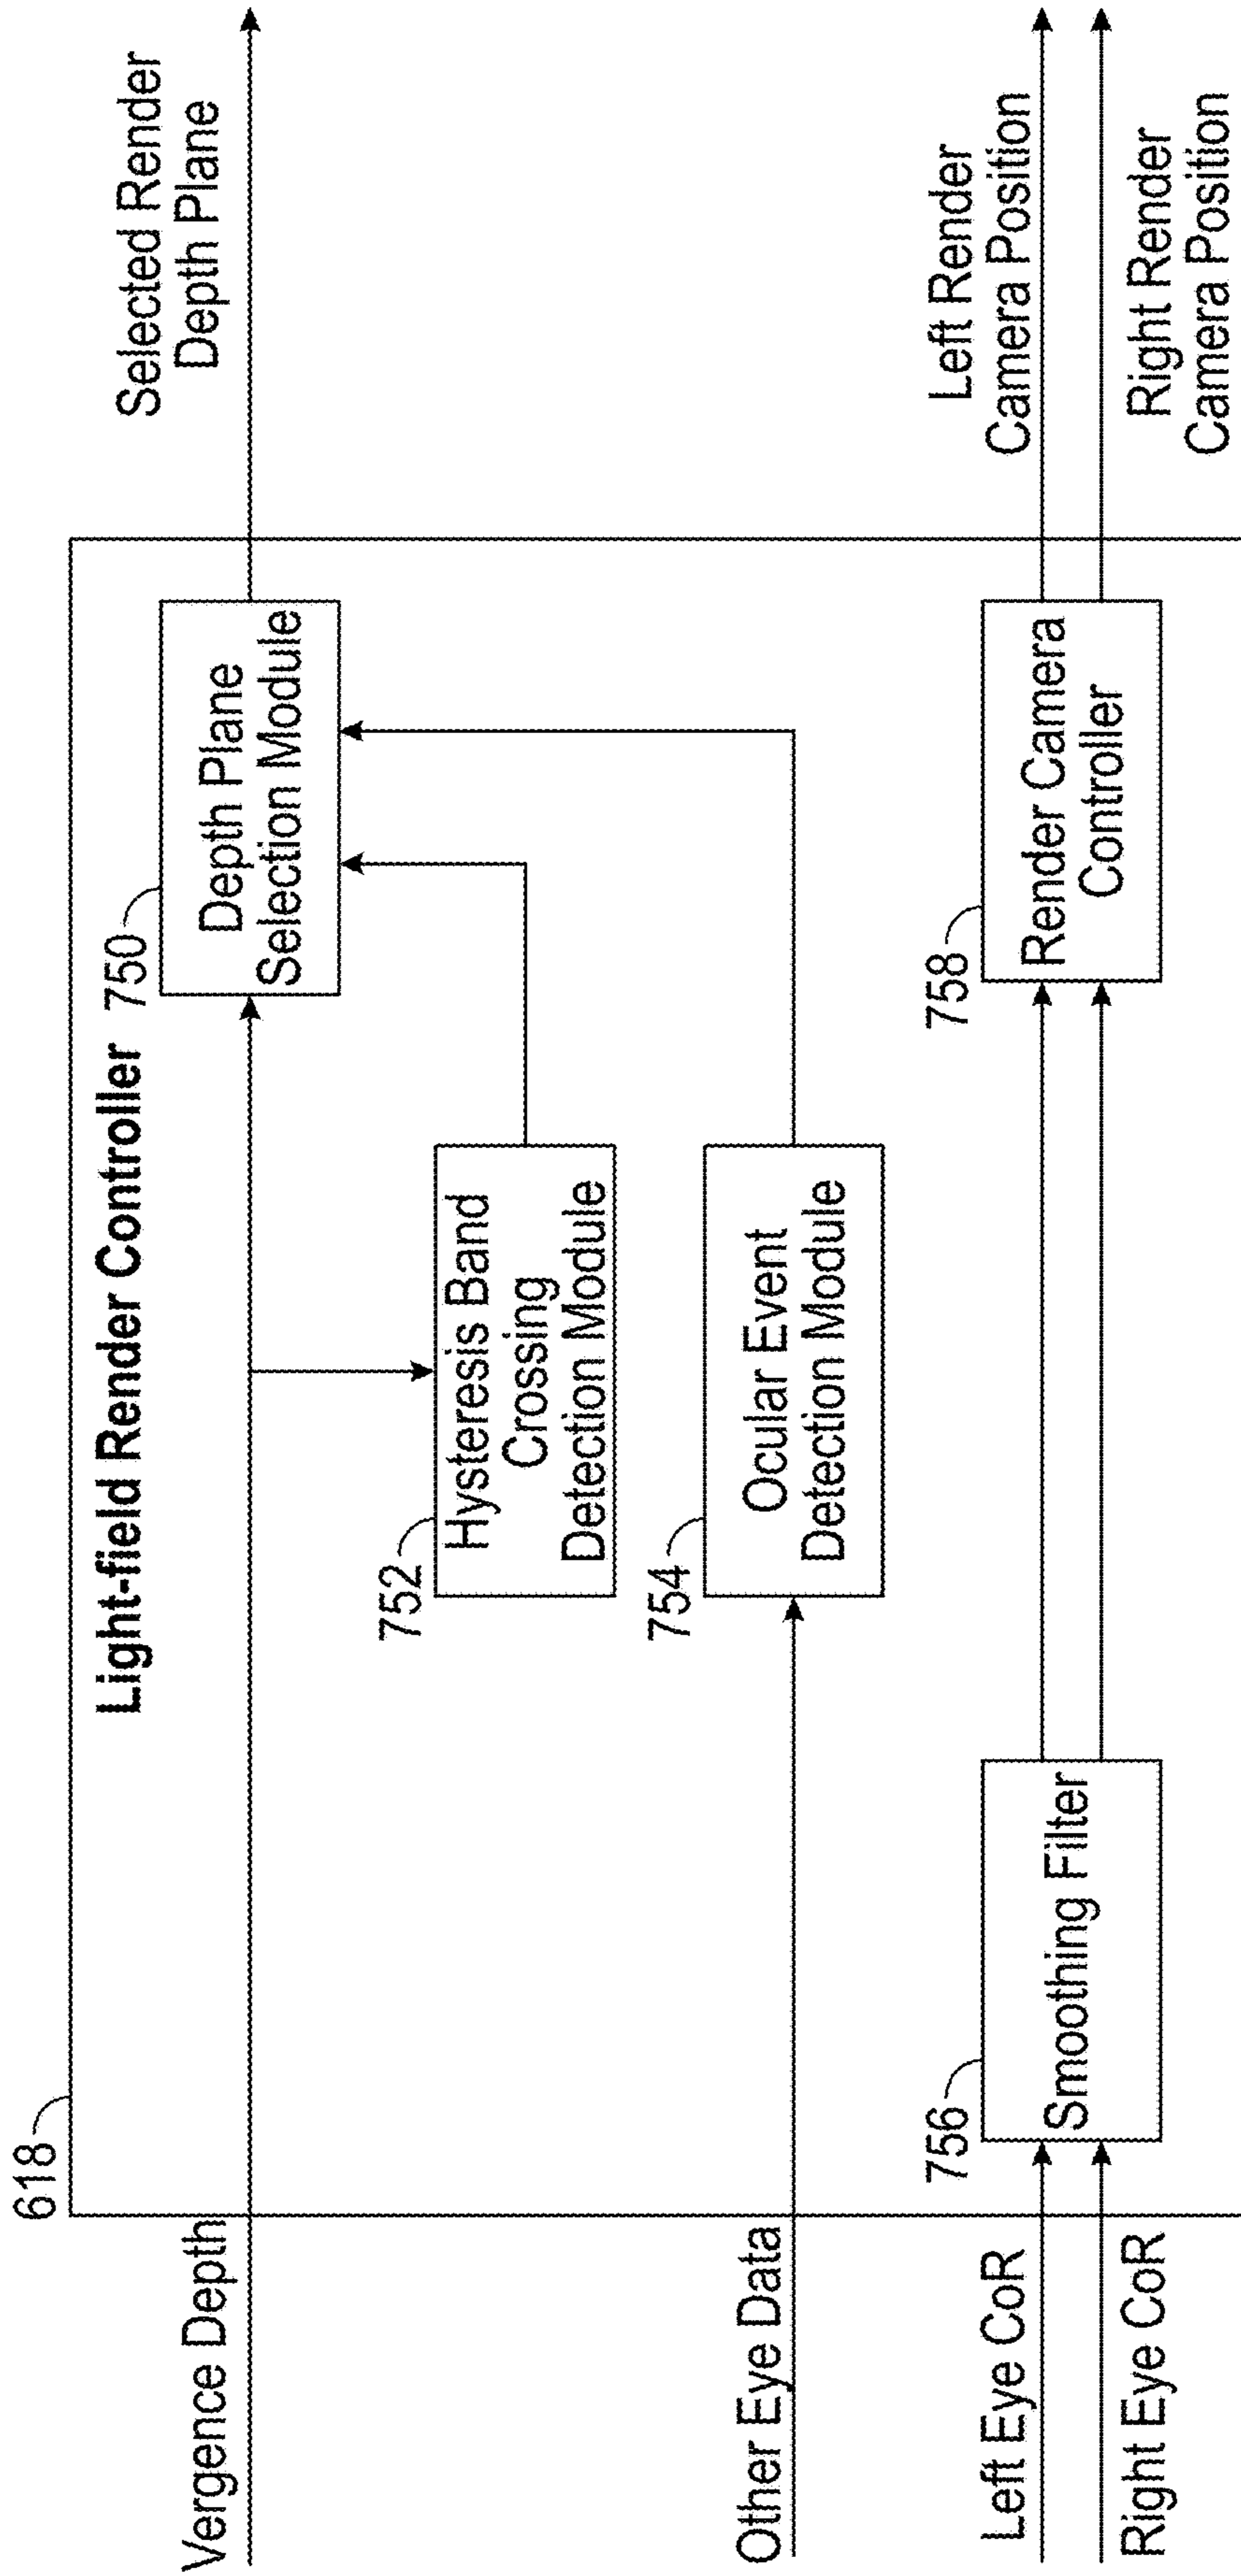 618
Light-field Render Controller
Vergence Depth
750
Depth Plane
Selection Module
Selected Render
Depth Plane
752
Hysteresis Band
Crossing
Detection Module
Other Eye Data
754
Ocular Event
Detection Module
Left Eye CoR
Right Eye CoR
756
Smoothing Filter
758
Render Camera
Controller
Left Render
Camera Position
Right Render
Camera Position